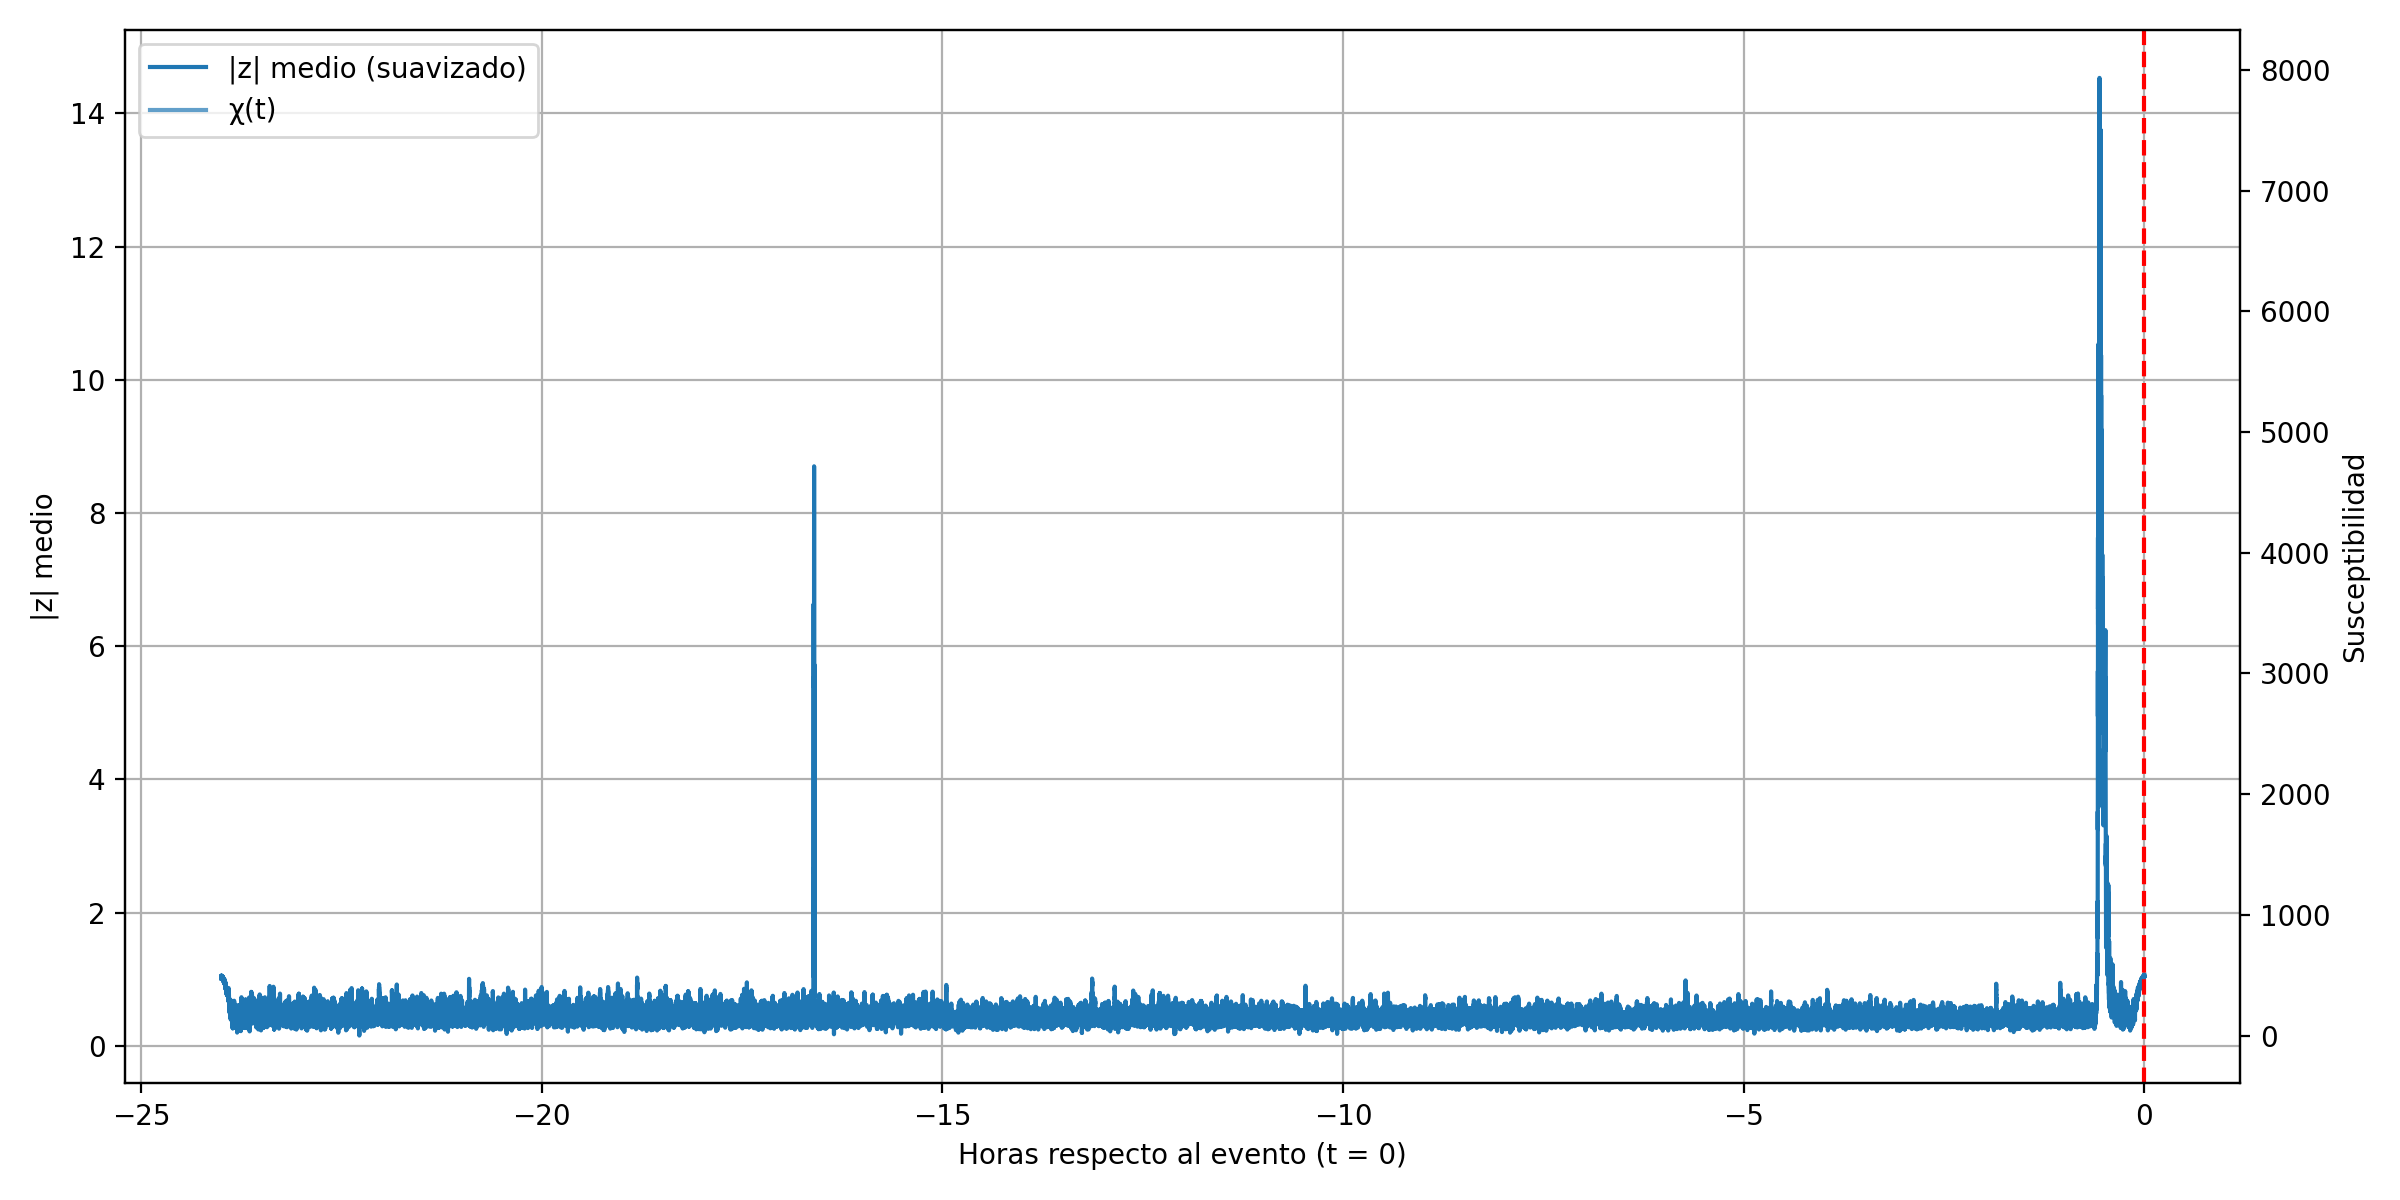 |z| medio (suavizado)
χ(t)
14
12
10
8
6
4
2
0
|z| medio
8000
7000
6000
5000
4000
3000
2000
1000
0
Susceptibilidad
−25 −20 −15 −10 −5 0
Horas respecto al evento (t = 0)